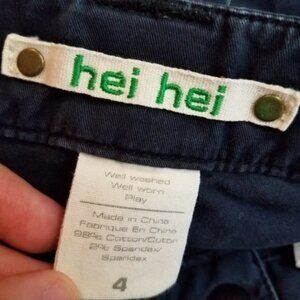 hei hei
Well washed
Well worn
Play
Made in China
Fabriqué En Chine
98% Cotton/Coton
2% Spandex/
Spandex
4